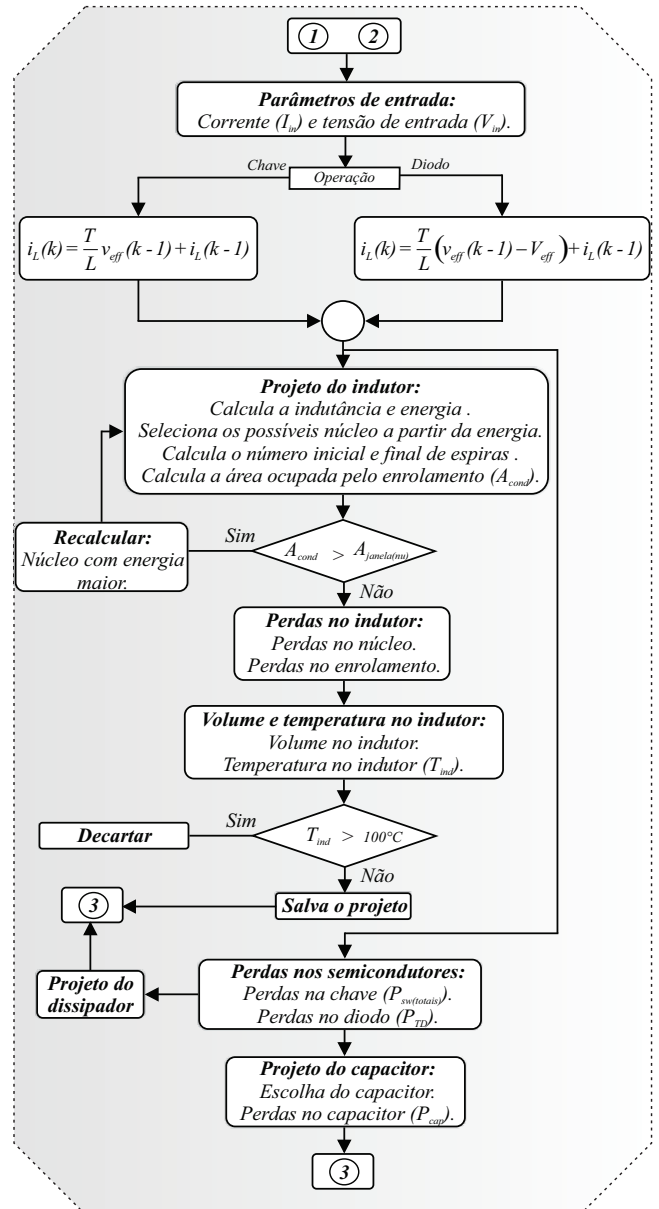 1 2
Parâmetros de entrada:
Corrente (I_in) e tensão de entrada (V_in).
Chave
Operação
Diodo
i_L(k) = T/L v_eff(k - 1) + i_L(k - 1)
i_L(k) = T/L (v_eff(k - 1) – V_eff) + i_L(k - 1)
Projeto do indutor:
Calcula a indutância e energia .
Seleciona os possíveis núcleo a partir da energia.
Calcula o número inicial e final de espiras .
Calcula a área ocupada pelo enrolamento (A_cond).
Recalcular:
Núcleo com energia
maior.
Sim
A_cond > A_janela(nu)
Não
Perdas no indutor:
Perdas no núcleo.
Perdas no enrolamento.
Volume e temperatura no indutor:
Volume no indutor.
Temperatura no indutor (T_ind).
Decartar
Sim
T_ind > 100°C
Não
3
Salva o projeto
Projeto do
dissipador
Perdas nos semicondutores:
Perdas na chave (P_sw(totais)).
Perdas no diodo (P_TD).
Projeto do capacitor:
Escolha do capacitor.
Perdas no capacitor (P_cap).
3